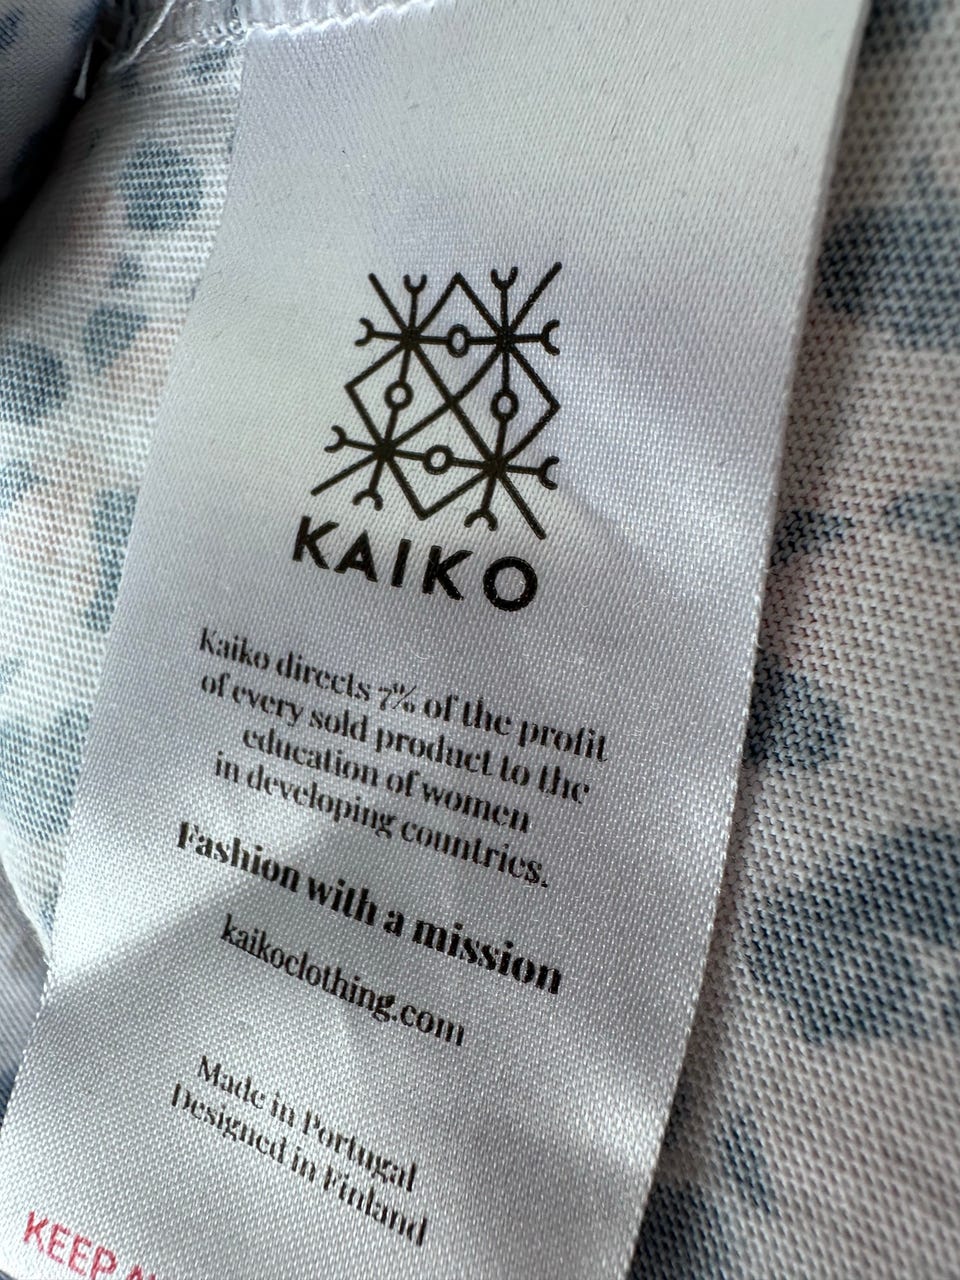 KAIKO
Kaiko directs 7% of the profit
of every sold product to the
education of women
in developing countries.
Fashion with a mission
kaikoclothing.com
Made in Portugal
Designed in Finland
KEEP